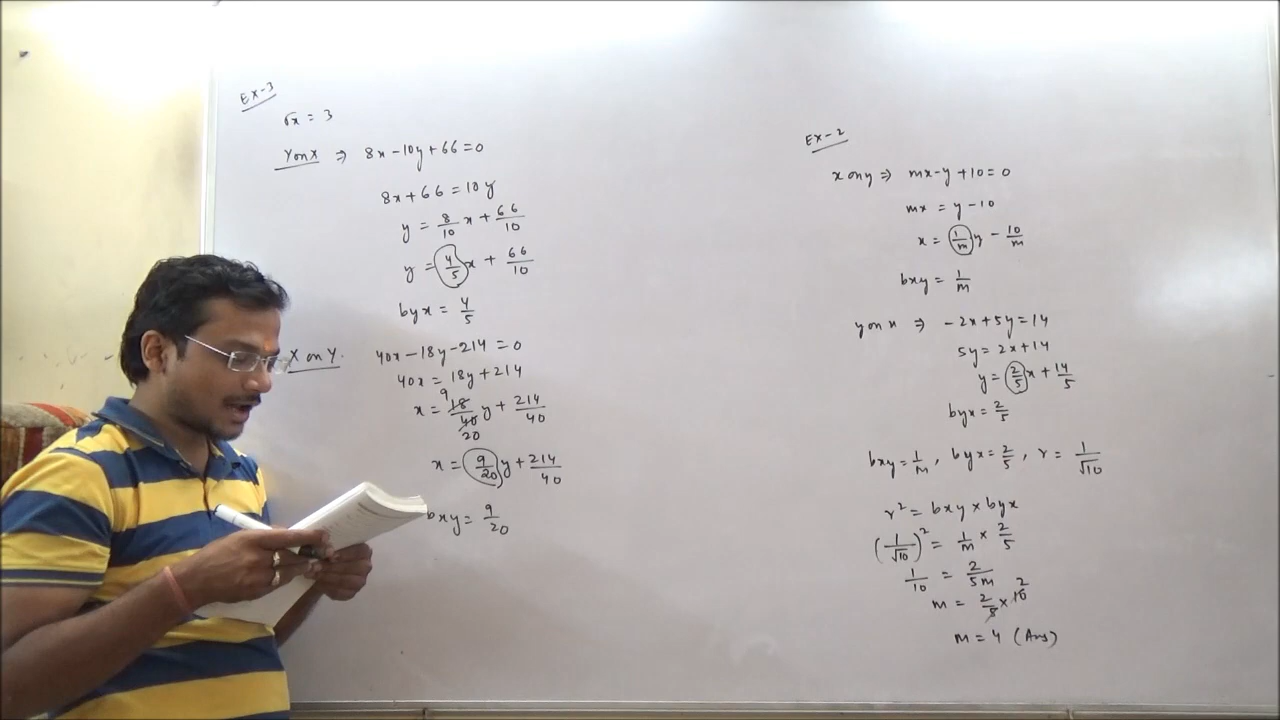 Ex-3
σx = 3
Y on X ⇒ 8x-10y+66=0
8x+66=10y
y = 8/10 x + 66/10
y = 4/5 x + 66/10
byx = 4/5
X on Y. 40x-18y-214=0
40x = 18y+214
9
x = 18/40 y + 214/40
20
x = 9/20 y + 214/40
bxy = 9/20
Ex-2
x on y ⇒ mx-y+10=0
mx = y-10
x = 1/m y - 10/m
bxy = 1/m
y on x ⇒ -2x+5y=14
5y = 2x+14
y = 2/5 x + 14/5
byx = 2/5
bxy = 1/m, byx = 2/5, r = 1/√10
r² = bxy × byx
(1/√10)² = 1/m × 2/5
1/10 = 2/5m
2
m = 2/5 × 10
m = 4 (Ans)